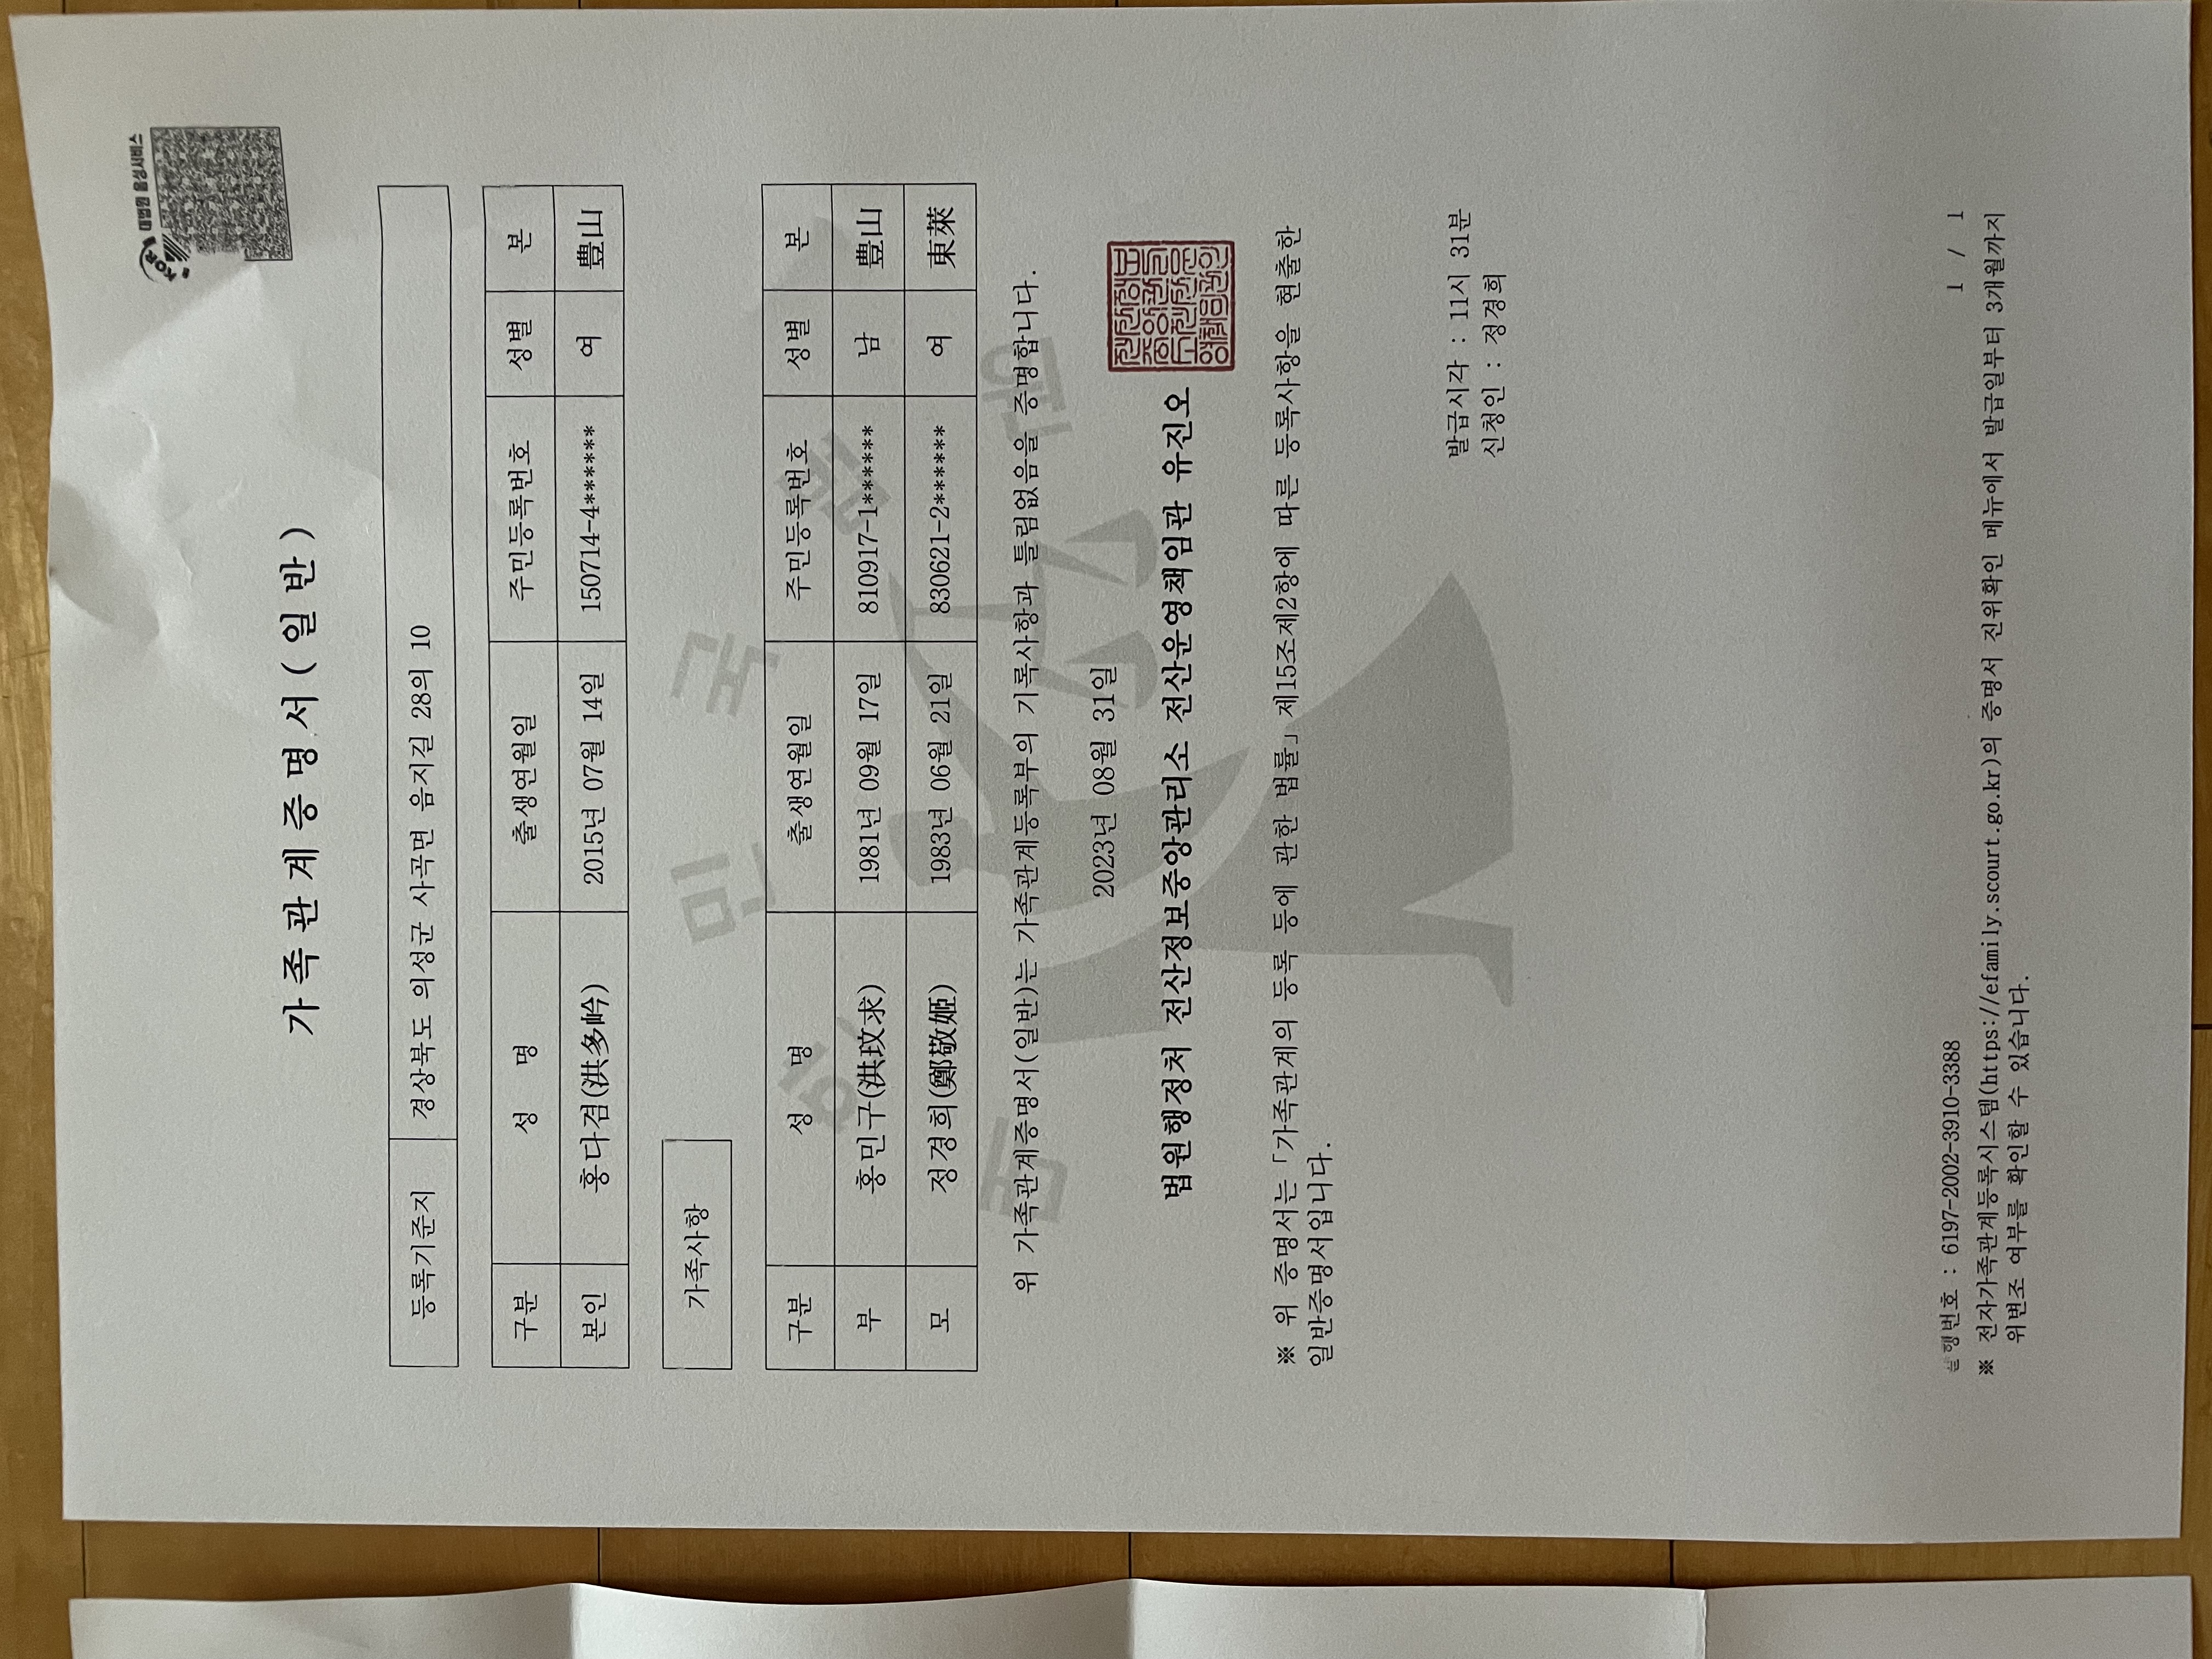 대법원 음성서비스
KOR
가족관계증명서(일반)
등록기준지 경상북도 의성군 사곡면 음지길 28의 10
구분 성 명 출생연월일 주민등록번호 성별 본
본인 홍다겸(洪多岒) 2015년 07월 14일 150714-4****** 여 豊山
가족사항
구분 성 명 출생연월일 주민등록번호 성별 본
부 홍민구(洪玟求) 1981년 09월 17일 810917-1****** 남 豊山
모 정경희(鄭敬姬) 1983년 06월 21일 830621-2****** 여 東萊
위 가족관계증명서(일반)는 가족관계등록부의 기록사항과 틀림없음을 증명합니다.
2023년 08월 31일
법원행정처 전산정보중앙관리소 전산운영책임관 유진오
※ 위 증명서는 「가족관계의 등록 등에 관한 법률」 제15조제2항에 따른 등록사항을 현출한
일반증명서입니다.
발급시각 : 11시 31분
신청인 : 정경희
1 / 1
발행번호 : 6197-2002-3910-3388
※ 전자가족관계등록시스템(https://efamily.scourt.go.kr)의 증명서 진위확인 메뉴에서 발급일부터 3개월까지
위변조 여부를 확인할 수 있습니다.